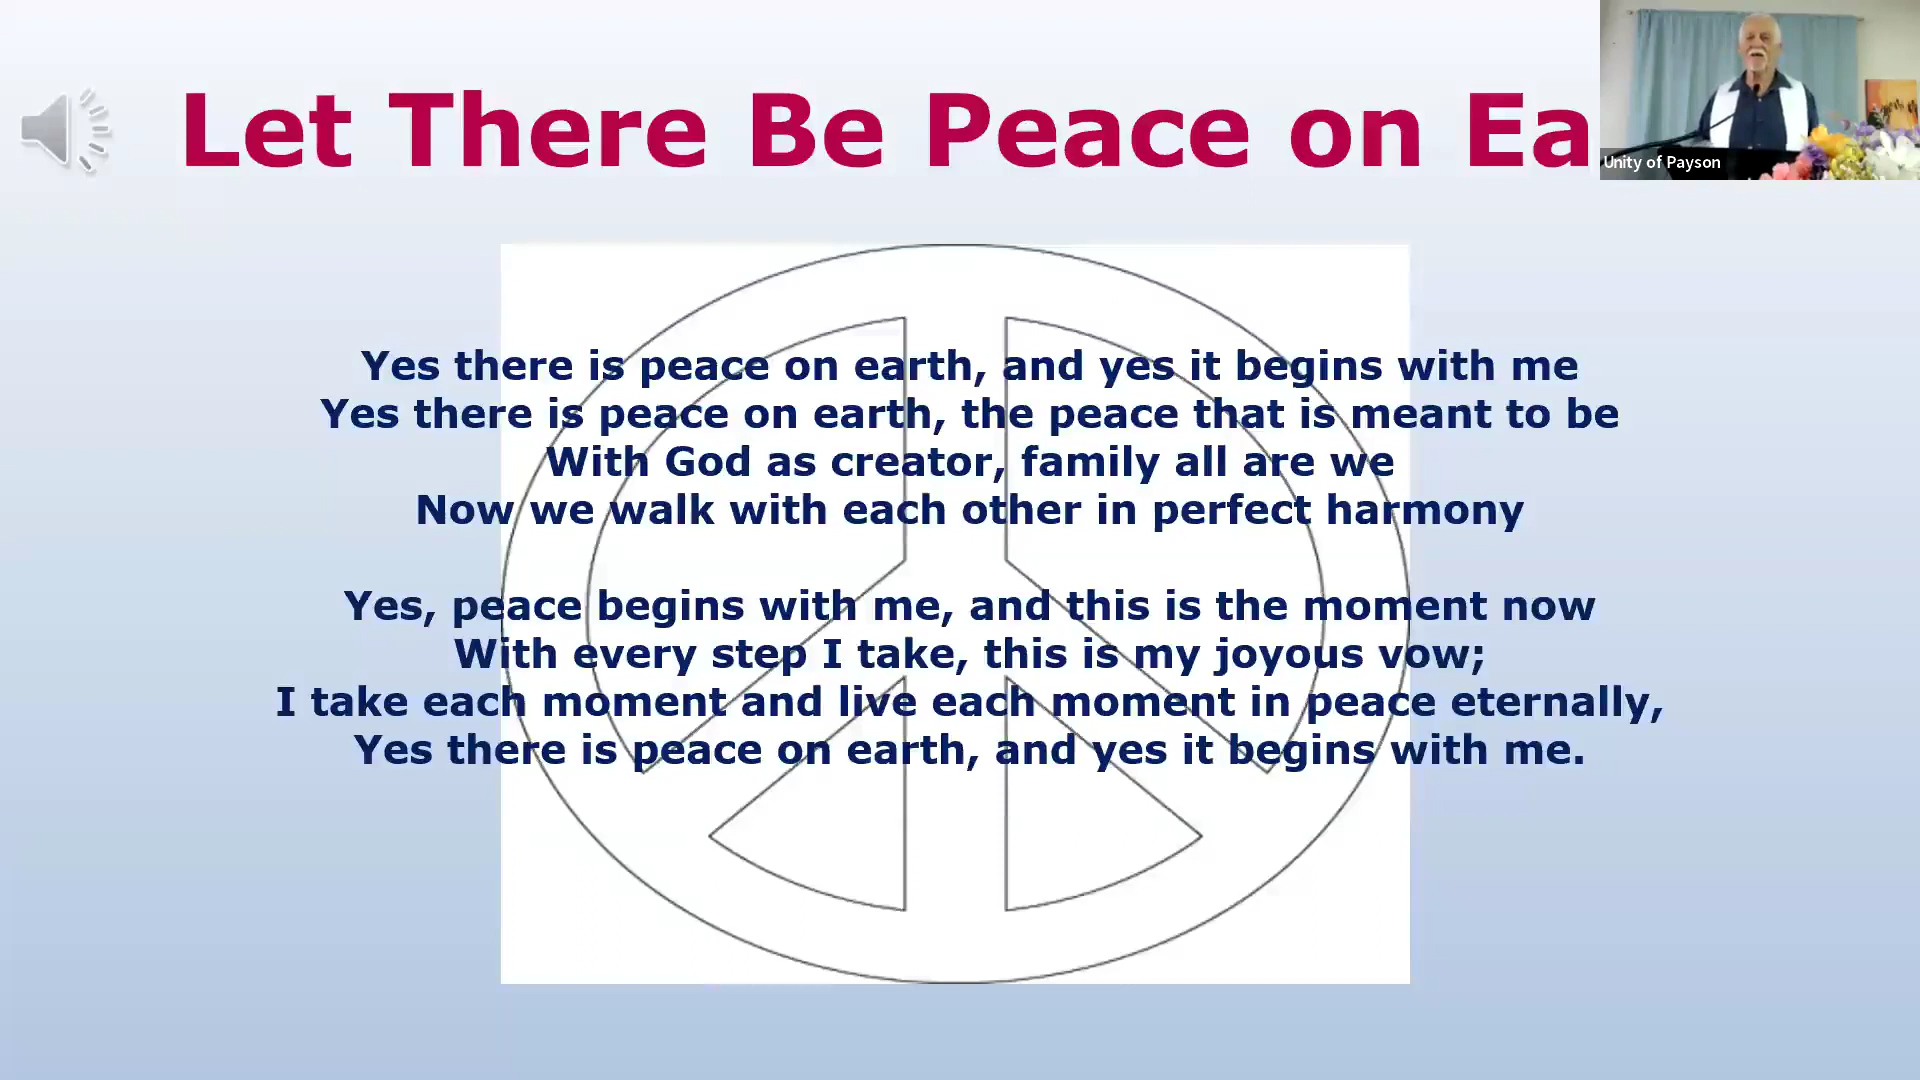 Let There Be Peace on Ea
Unity of Payson
Yes there is peace on earth, and yes it begins with me
Yes there is peace on earth, the peace that is meant to be
With God as creator, family all are we
Now we walk with each other in perfect harmony
Yes, peace begins with me, and this is the moment now
With every step I take, this is my joyous vow;
I take each moment and live each moment in peace eternally,
Yes there is peace on earth, and yes it begins with me.